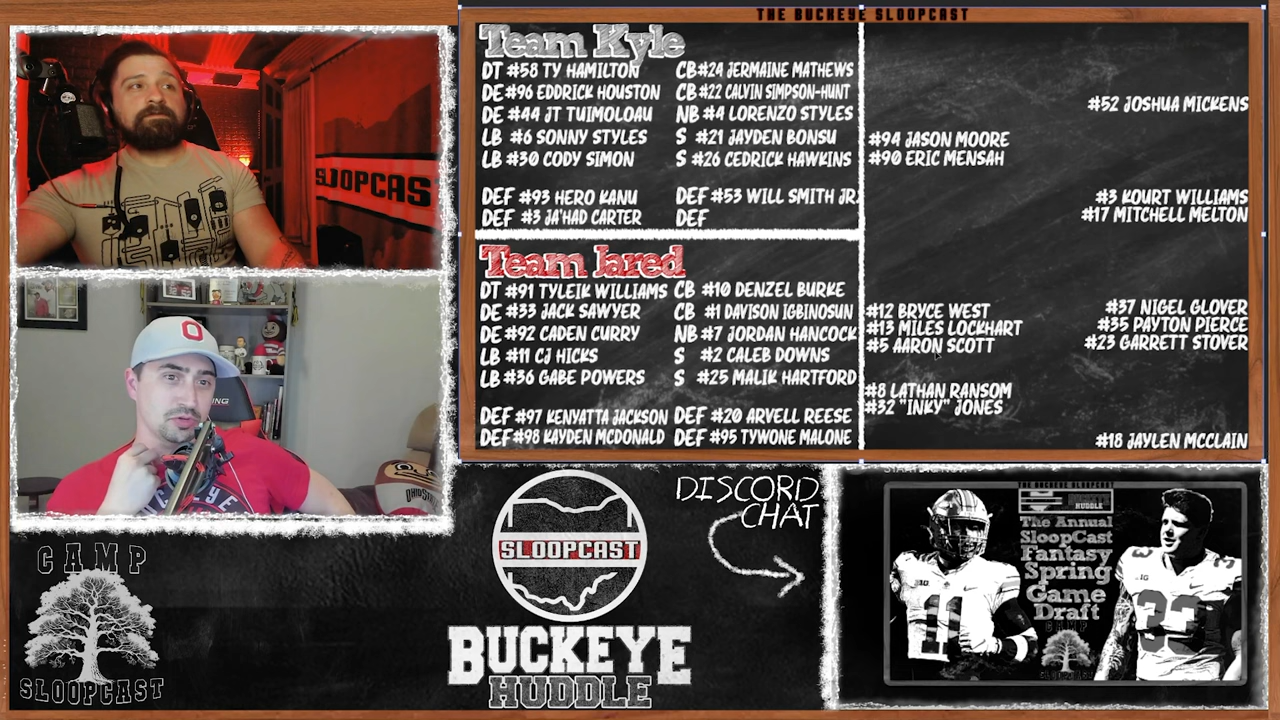 THE BUCKEYE SLOOPCAST
SLOOPCAS
Team Kyle
DT #58 TY HAMILTON
DE #96 EDDRICK HOUSTON
DE #44 JT TUIMOLOAU
LB #6 SONNY STYLES
LB #30 CODY SIMON
DEF #93 HERO KANU
DEF #3 JA'HAD CARTER
CB #24 JERMAINE MATHEWS
CB #22 CALVIN SIMPSON-HUNT
NB #4 LORENZO STYLES
S #21 JAYDEN BONSU
S #26 CEDRICK HAWKINS
DEF #53 WILL SMITH JR.
DEF
Team Jared
DT #91 TYLEIK WILLIAMS
DE #33 JACK SAWYER
DE #92 CADEN CURRY
LB #11 CJ HICKS
LB #36 GABE POWERS
DEF #97 KENYATTA JACKSON
DEF #98 KAYDEN MCDONALD
CB #10 DENZEL BURKE
CB #1 DAVISON IGBINOSUN
NB #7 JORDAN HANCOCK
S #2 CALEB DOWNS
S #25 MALIK HARTFORD
DEF #20 ARVELL REESE
DEF #95 TYWONE MALONE
#94 JASON MOORE
#90 ERIC MENSAH
#12 BRYCE WEST
#13 MILES LOCKHART
#5 AARON SCOTT
#8 LATHAN RANSOM
#32 "INKY" JONES
#52 JOSHUA MICKENS
#3 KOURT WILLIAMS
#17 MITCHELL MELTON
#37 NIGEL GLOVER
#35 PAYTON PIERCE
#23 GARRETT STOVER
#18 JAYLEN MCCLAIN
CAMP
SLOOPCAST
SLOOPCAST
BUCKEYE
HUDDLE
DISCORD
CHAT
THE BUCKEYE SLOOPCAST
BUCKEYE
HUDDLE
The Annual
SloopCast
Fantasy
Spring
Game
Draft
CAMP
SLOOPCAST
11
33